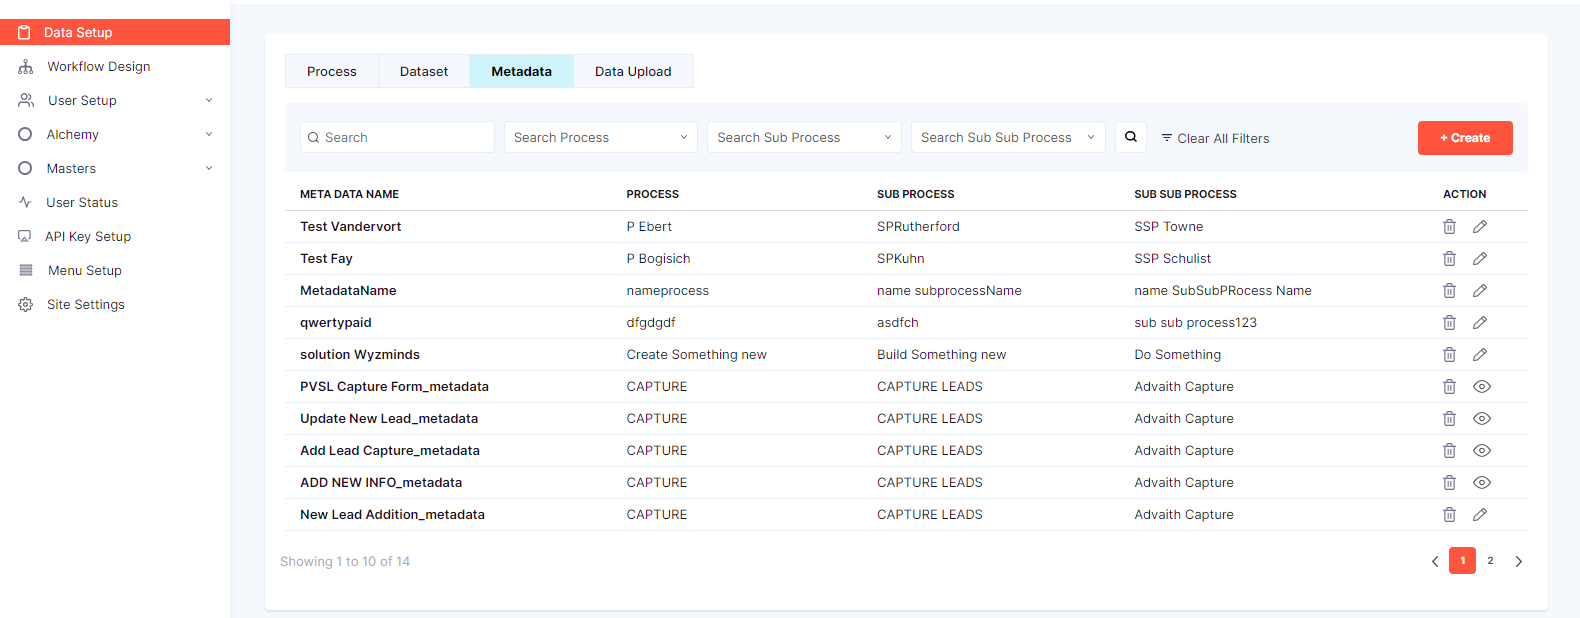 Data Setup
Workflow Design
User Setup
Alchemy
Masters
User Status
API Key Setup
Menu Setup
Site Settings
Process Dataset Metadata Data Upload
Search Search Process Search Sub Process Search Sub Sub Process Clear All Filters + Create
META DATA NAME PROCESS SUB PROCESS SUB SUB PROCESS ACTION
Test Vandervort P Ebert SPRutherford SSP Towne
Test Fay P Bogisich SPKuhn SSP Schulist
MetadataName nameprocess name subprocessName name SubSubPRocess Name
qwertypaid dfgdgdf asdfch sub sub process123
solution Wyzminds Create Something new Build Something new Do Something
PVSL Capture Form_metadata CAPTURE CAPTURE LEADS Advaith Capture
Update New Lead_metadata CAPTURE CAPTURE LEADS Advaith Capture
Add Lead Capture_metadata CAPTURE CAPTURE LEADS Advaith Capture
ADD NEW INFO_metadata CAPTURE CAPTURE LEADS Advaith Capture
New Lead Addition_metadata CAPTURE CAPTURE LEADS Advaith Capture
Showing 1 to 10 of 14 1 2